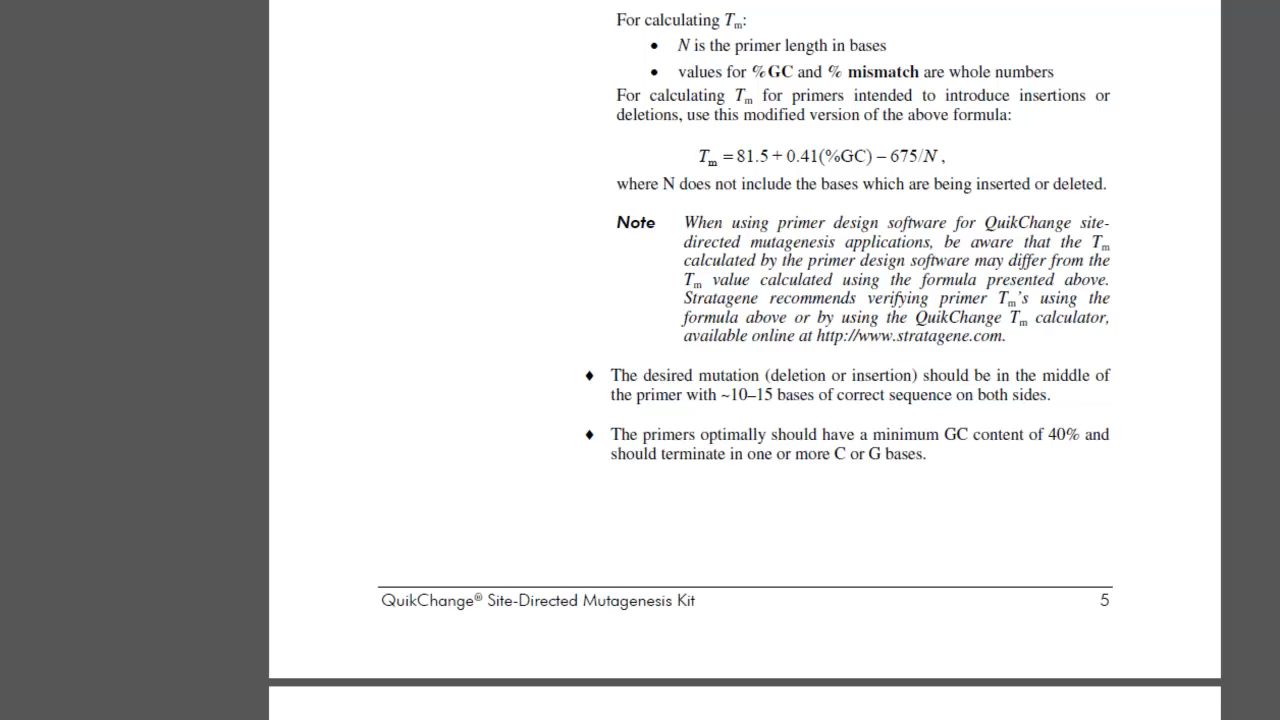 For calculating Tm:
• N is the primer length in bases
• values for %GC and % mismatch are whole numbers
For calculating Tm for primers intended to introduce insertions or
deletions, use this modified version of the above formula:
Tm = 81.5 + 0.41(%GC) – 675/N ,
where N does not include the bases which are being inserted or deleted.
Note When using primer design software for QuikChange site-
directed mutagenesis applications, be aware that the Tm
calculated by the primer design software may differ from the
Tm value calculated using the formula presented above.
Stratagene recommends verifying primer Tm's using the
formula above or by using the QuikChange Tm calculator,
available online at http://www.stratagene.com.
♦ The desired mutation (deletion or insertion) should be in the middle of
the primer with ~10–15 bases of correct sequence on both sides.
♦ The primers optimally should have a minimum GC content of 40% and
should terminate in one or more C or G bases.
QuikChange® Site-Directed Mutagenesis Kit 5